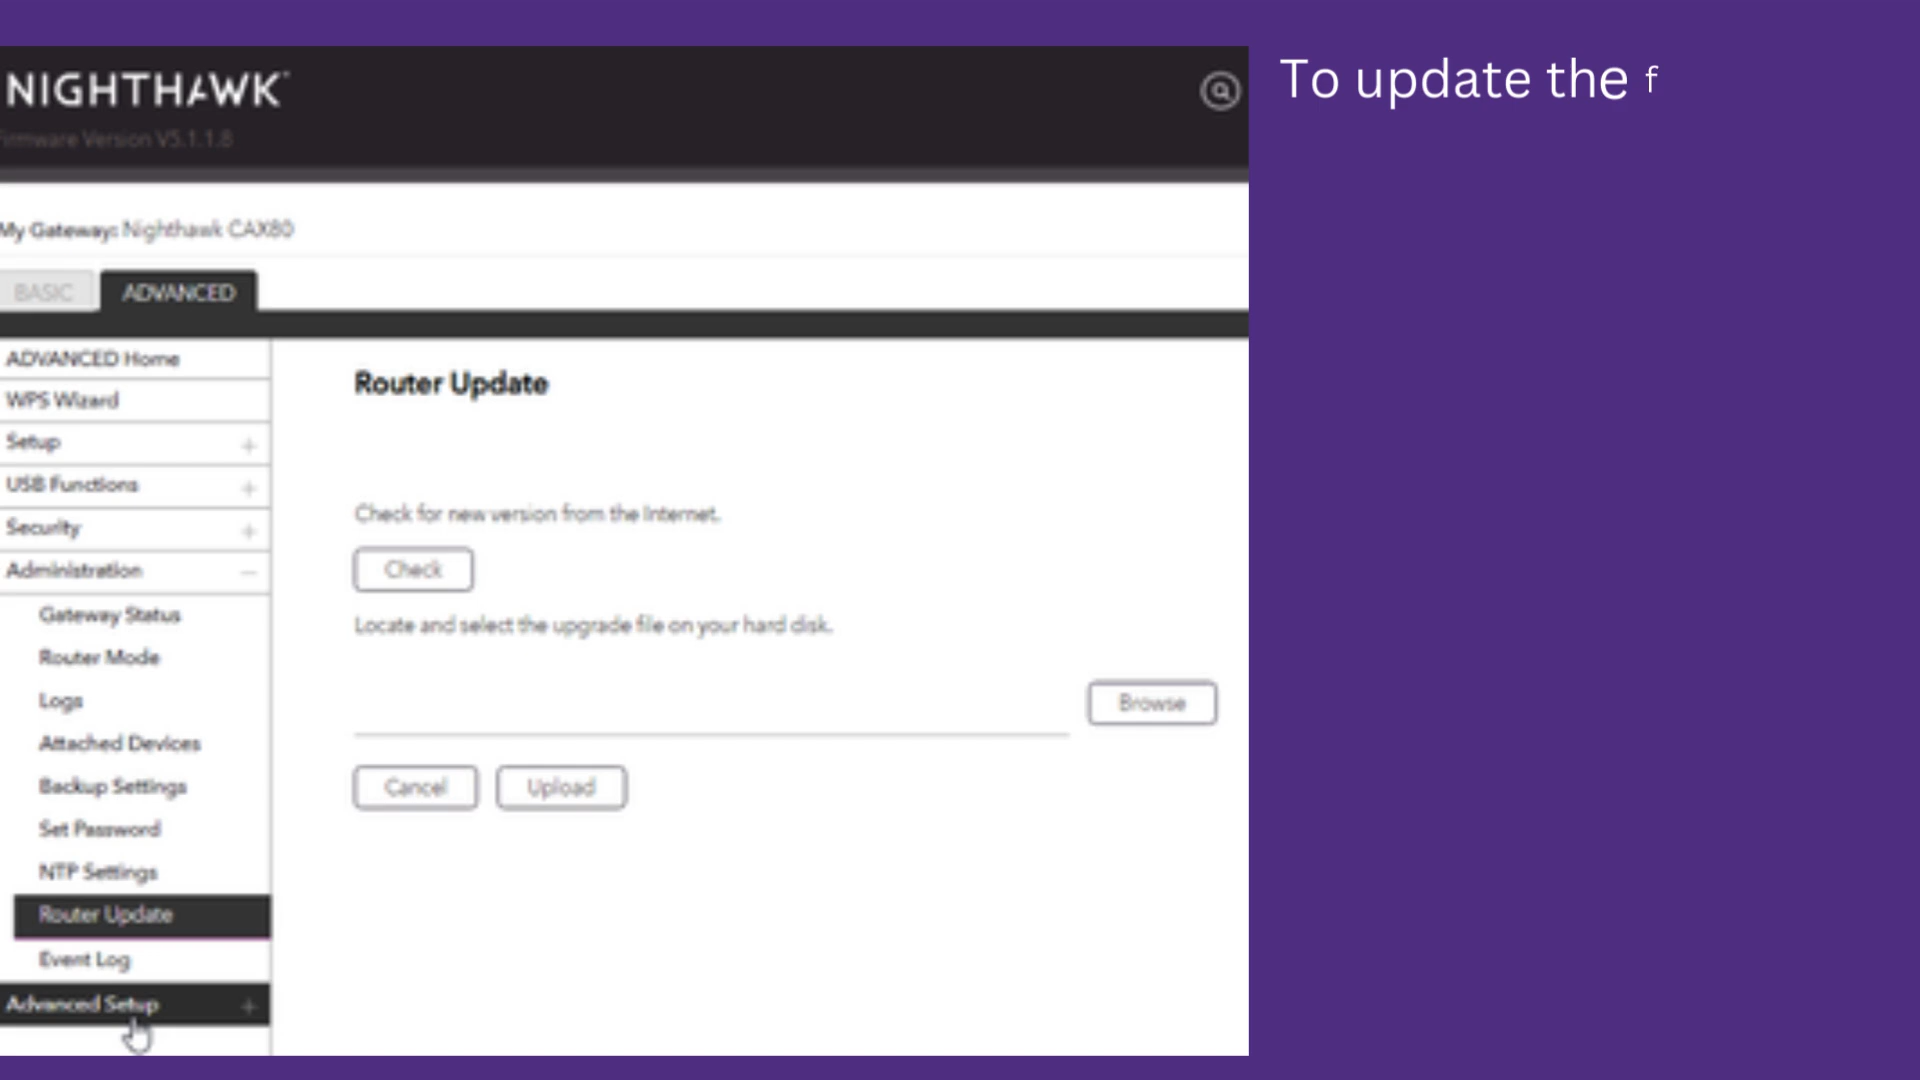 NIGHTHAWK
To update the f
Firmware Version V5.1.1.8
My Gateway: Nighthawk CAX80
BASIC
ADVANCED
ADVANCED Home
WPS Wizard
Setup +
USB Functions +
Security +
Administration −
Gateway Status
Router Mode
Logs
Attached Devices
Backup Settings
Set Password
NTP Settings
Router Update
Event Log
Advanced Setup +
Router Update
Check for new version from the Internet.
Check
Locate and select the upgrade file on your hard disk.
Browse
Cancel
Upload